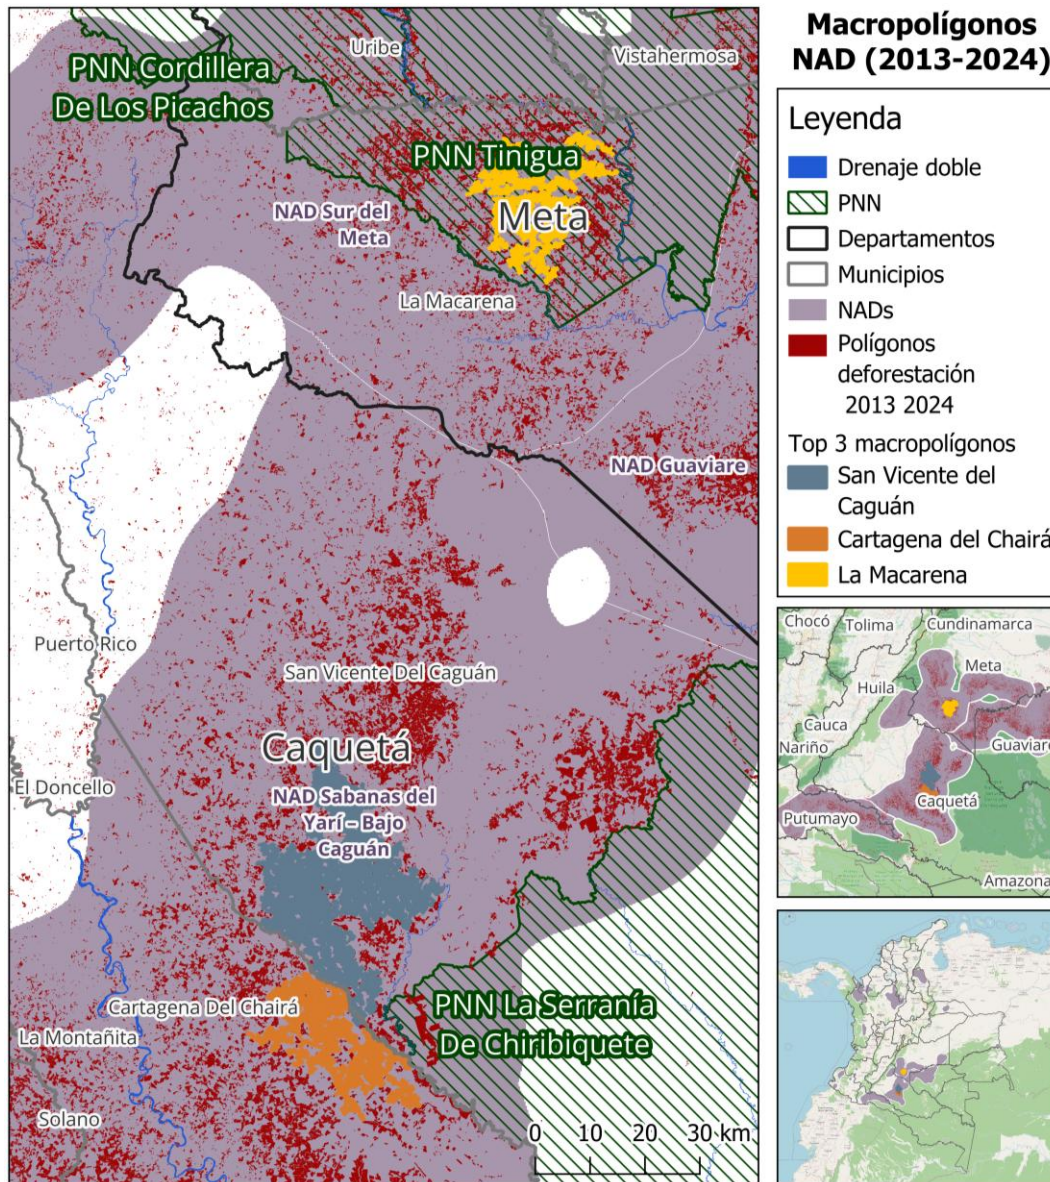 Uribe
Vistahermosa
PNN Cordillera
De Los Picachos
PNN Tinigua
NAD Sur del
Meta
Meta
La Macarena
NAD Guaviare
Puerto Rico
San Vicente Del Caguán
Caquetá
El Doncello
NAD Sabanas del
Yarí – Bajo
Caguán
Cartagena Del Chairá
PNN La Serranía
De Chiribiquete
La Montañita
Solano
0 10 20 30 km
Macropolígonos
NAD (2013-2024)
Leyenda
Drenaje doble
PNN
Departamentos
Municipios
NADs
Polígonos
deforestación
2013 2024
Top 3 macropolígonos
San Vicente del
Caguán
Cartagena del Chairá
La Macarena
Chocó
Tolima
Cundinamarca
Meta
Huila
Cauca
Nariño
Guaviare
Caquetá
Putumayo
Amazona